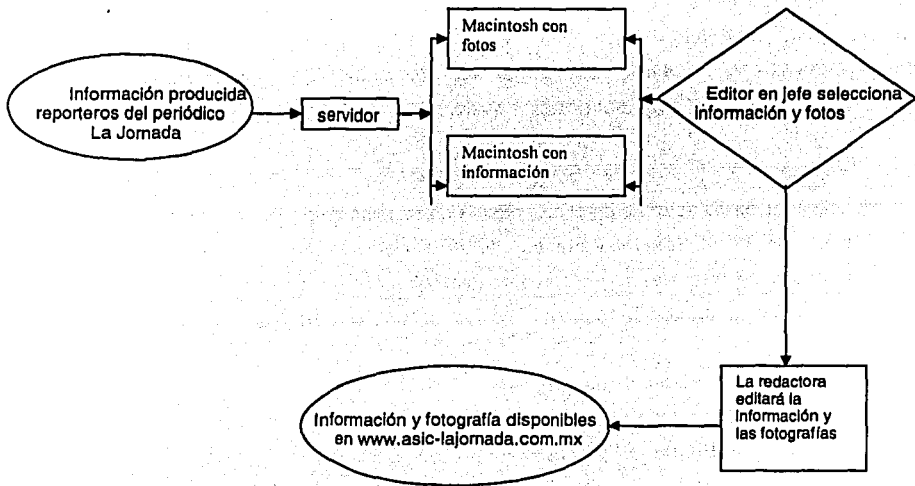 Macintosh con
fotos
Información producida
reporteros del periódico
La Jornada
servidor
Editor en jefe selecciona
información y fotos
Macintosh con
información
La redactora
editará la
información y
las fotografías
Información y fotografía disponibles
en www.asic-lajornada.com.mx